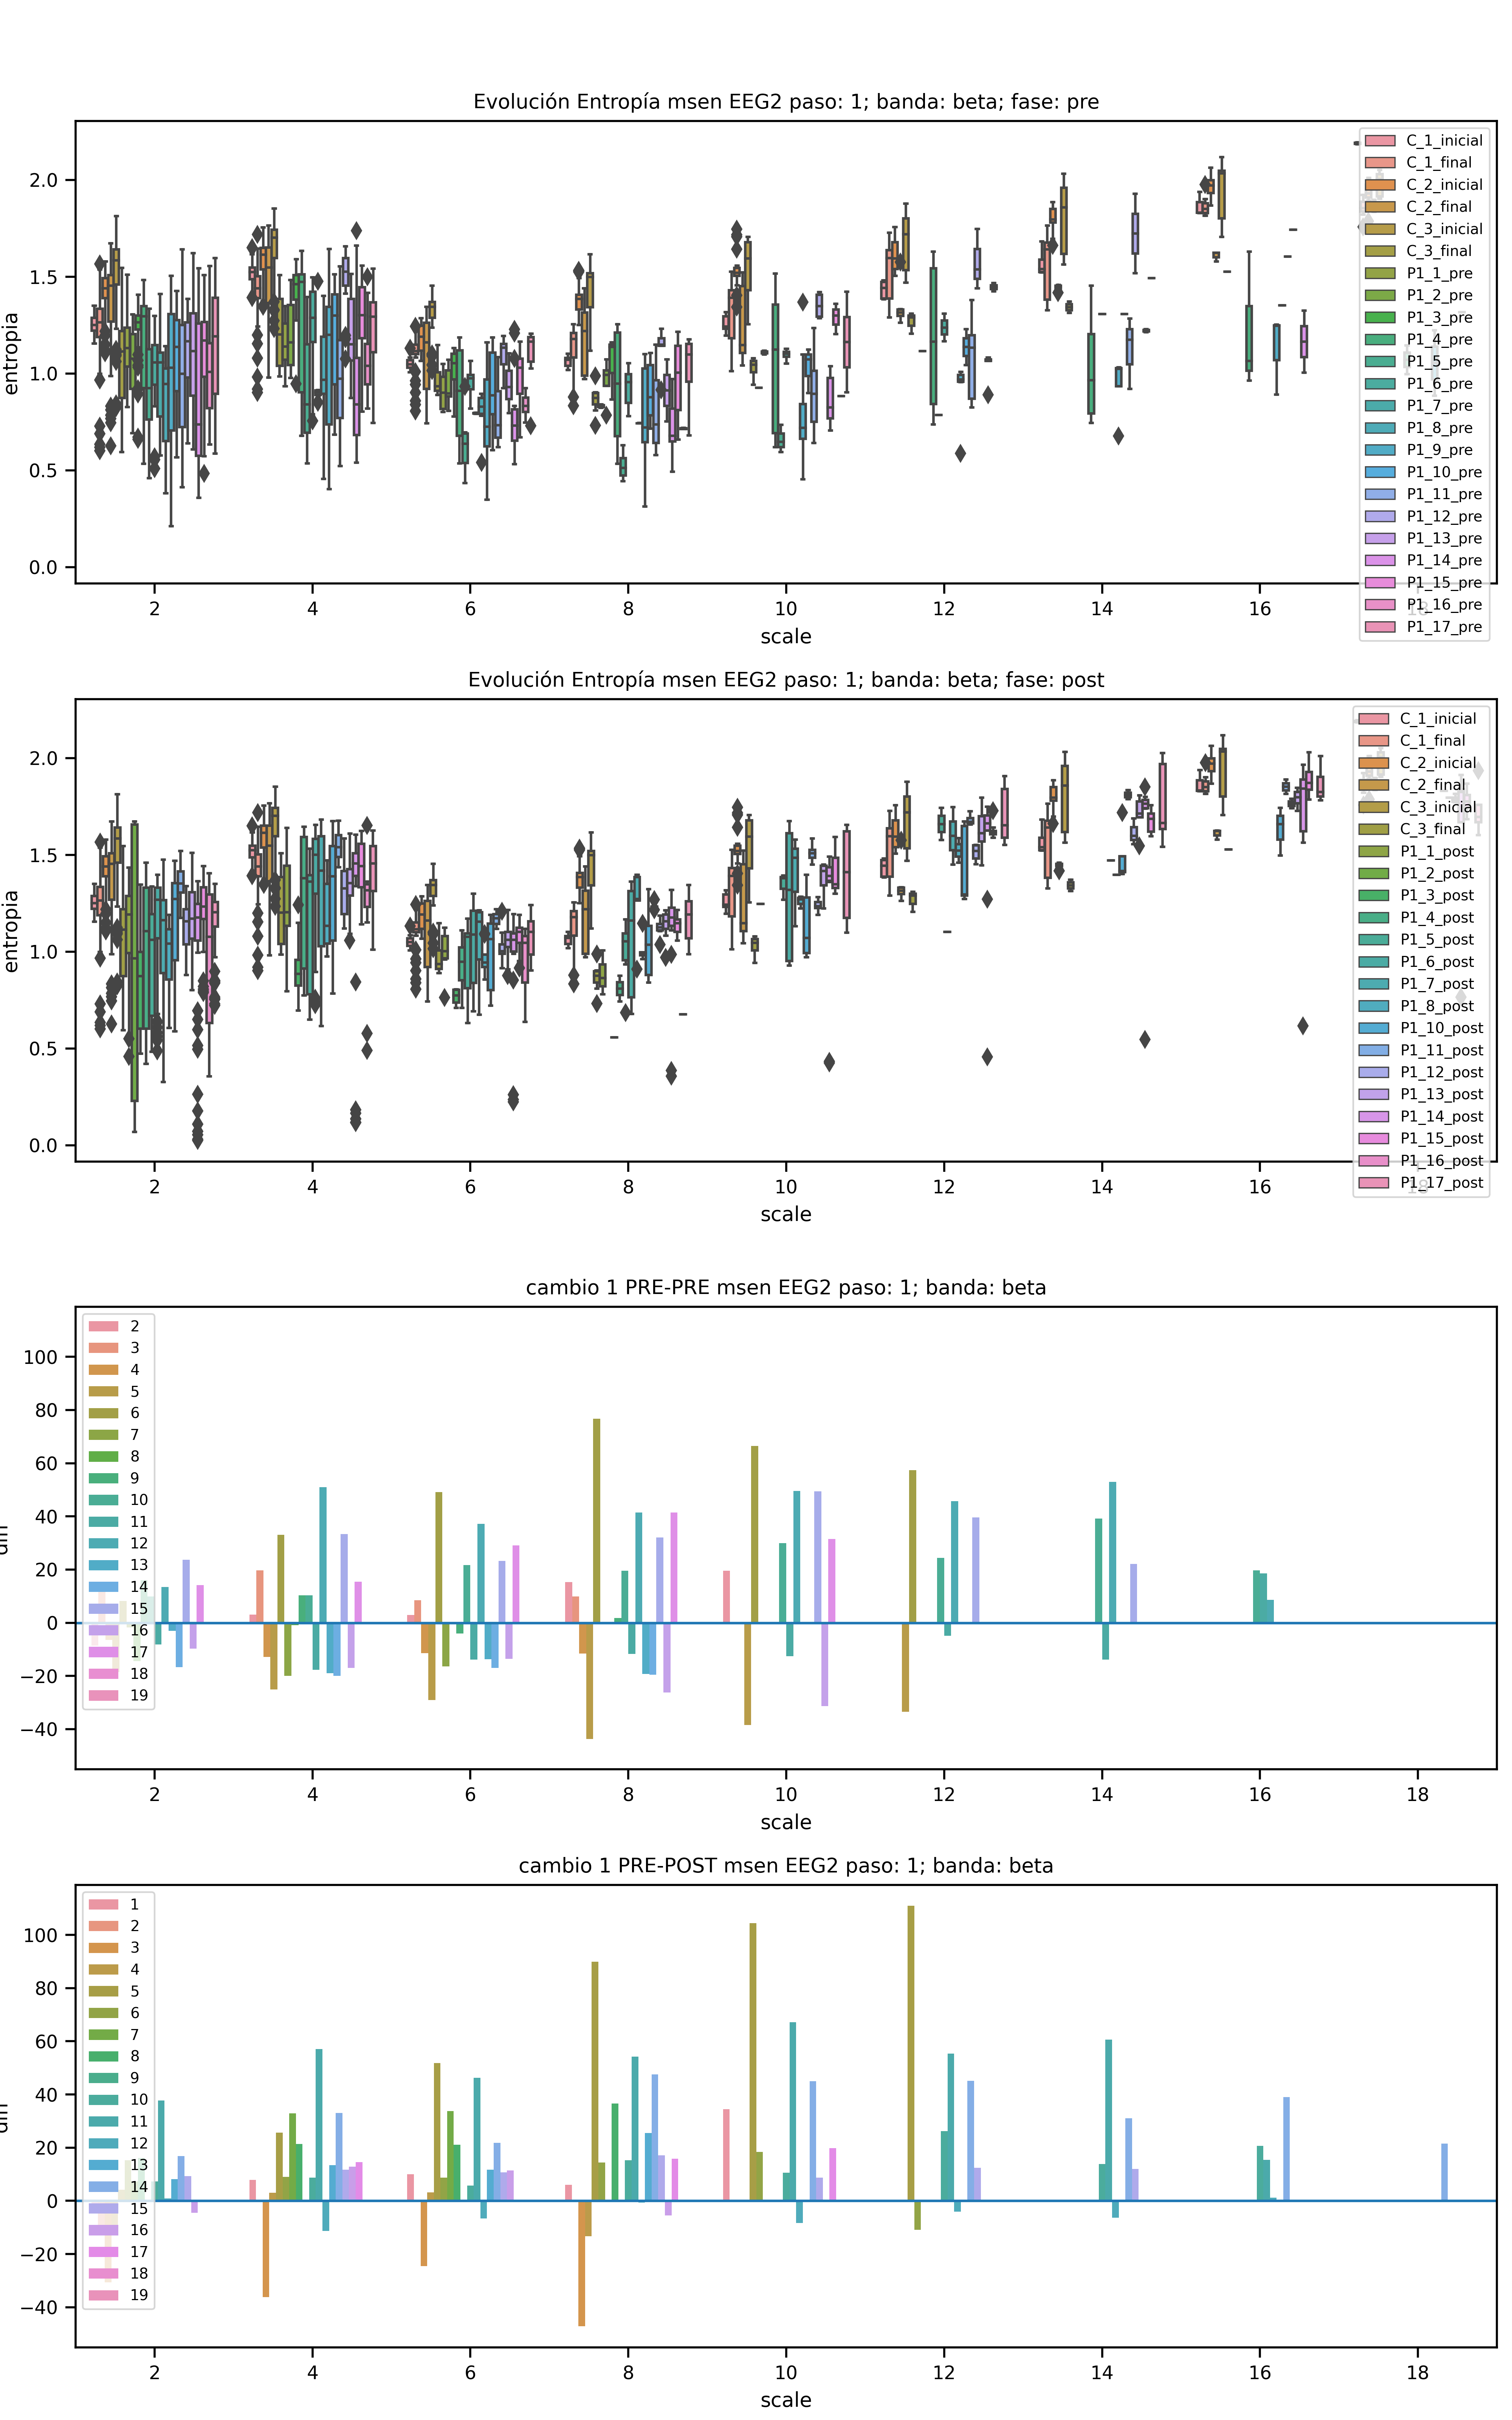 Evolución Entropía msen EEG2 paso: 1; banda: beta; fase: pre
entropia
2.0
1.5
1.0
0.5
0.0
C_1_inicial
C_1_final
C_2_inicial
C_2_final
C_3_inicial
C_3_final
P1_1_pre
P1_2_pre
P1_3_pre
P1_4_pre
P1_5_pre
P1_6_pre
P1_7_pre
P1_8_pre
P1_9_pre
P1_10_pre
P1_11_pre
P1_12_pre
P1_13_pre
P1_14_pre
P1_15_pre
P1_16_pre
P1_17_pre
2 4 6 8 10 12 14 16 18
scale
Evolución Entropía msen EEG2 paso: 1; banda: beta; fase: post
entropia
2.0
1.5
1.0
0.5
0.0
C_1_inicial
C_1_final
C_2_inicial
C_2_final
C_3_inicial
C_3_final
P1_1_post
P1_2_post
P1_3_post
P1_4_post
P1_5_post
P1_6_post
P1_7_post
P1_8_post
P1_10_post
P1_11_post
P1_12_post
P1_13_post
P1_14_post
P1_15_post
P1_16_post
P1_17_post
2 4 6 8 10 12 14 16 18
scale
cambio 1 PRE-PRE msen EEG2 paso: 1; banda: beta
100
80
60
40
20
0
−20
−40
2
3
4
5
6
7
8
9
10
11
12
13
14
15
16
17
18
19
2 4 6 8 10 12 14 16 18
scale
cambio 1 PRE-POST msen EEG2 paso: 1; banda: beta
100
80
60
40
20
0
−20
−40
1
2
3
4
5
6
7
8
9
10
11
12
13
14
15
16
17
18
19
2 4 6 8 10 12 14 16 18
scale